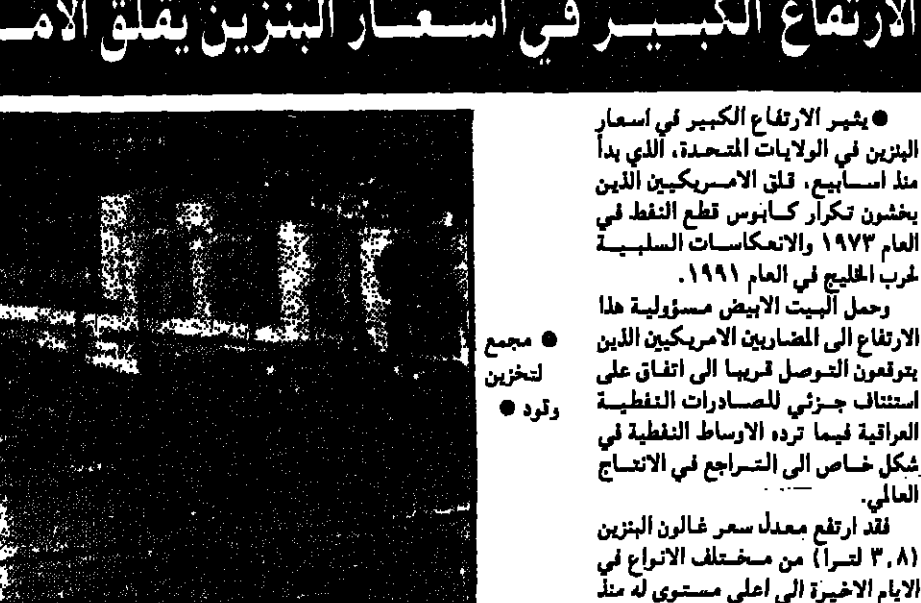 الارتفاع الكبير في اسعار البنزين يقلق الامـ
● يثير الارتفاع الكبير في اسعار
البنزين في الولايات المتحدة، الذي بدأ
منذ اسابيع، قلق الامريكيين الذين
يخشون تكرار كابوس قطع النفط في
العام ١٩٧٣ والانعكاسات السلبية
لحرب الخليج في العام ١٩٩١.
وحمل البيت الابيض مسؤولية هذا
الارتفاع الى المضاربين الامريكيين الذين
يتوقعون التوصل قريبا الى اتفاق على
استئناف جزئي للصادرات النفطية
العراقية فيما ترده الاوساط النفطية في
شكل خاص الى التراجع في الانتاج
العالمي.
فقد ارتفع معدل سعر غالون البنزين
(٣,٨ لترا) من مختلف الانواع في
الايام الاخيرة الى اعلى مستوى له منذ
● مجمع
لتخزين
وقود ●